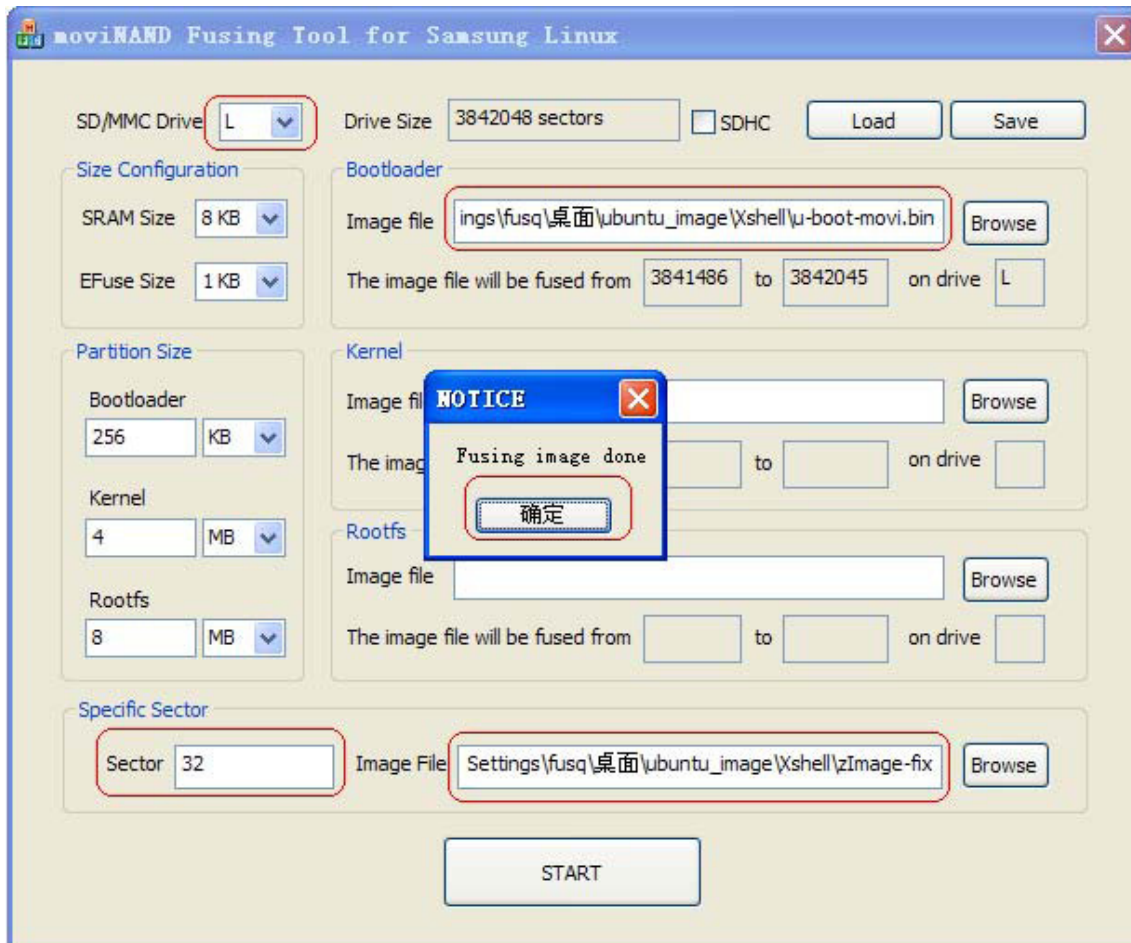 moviNAND Fusing Tool for Samsung Linux
SD/MMC Drive L Drive Size 3842048 sectors SDHC Load Save
Size Configuration
SRAM Size 8 KB
EFuse Size 1 KB
Bootloader
Image file ings\fusq\桌面\ubuntu_image\Xshell\u-boot-movi.bin Browse
The image file will be fused from 3841486 to 3842045 on drive L
Partition Size
Bootloader
256 KB
Kernel
4 MB
Rootfs
8 MB
Kernel
Image fil Browse
The imag to on drive
NOTICE
Fusing image done
确定
Rootfs
Image file Browse
The image file will be fused from to on drive
Specific Sector
Sector 32 Image File Settings\fusq\桌面\ubuntu_image\Xshell\zImage-fix Browse
START